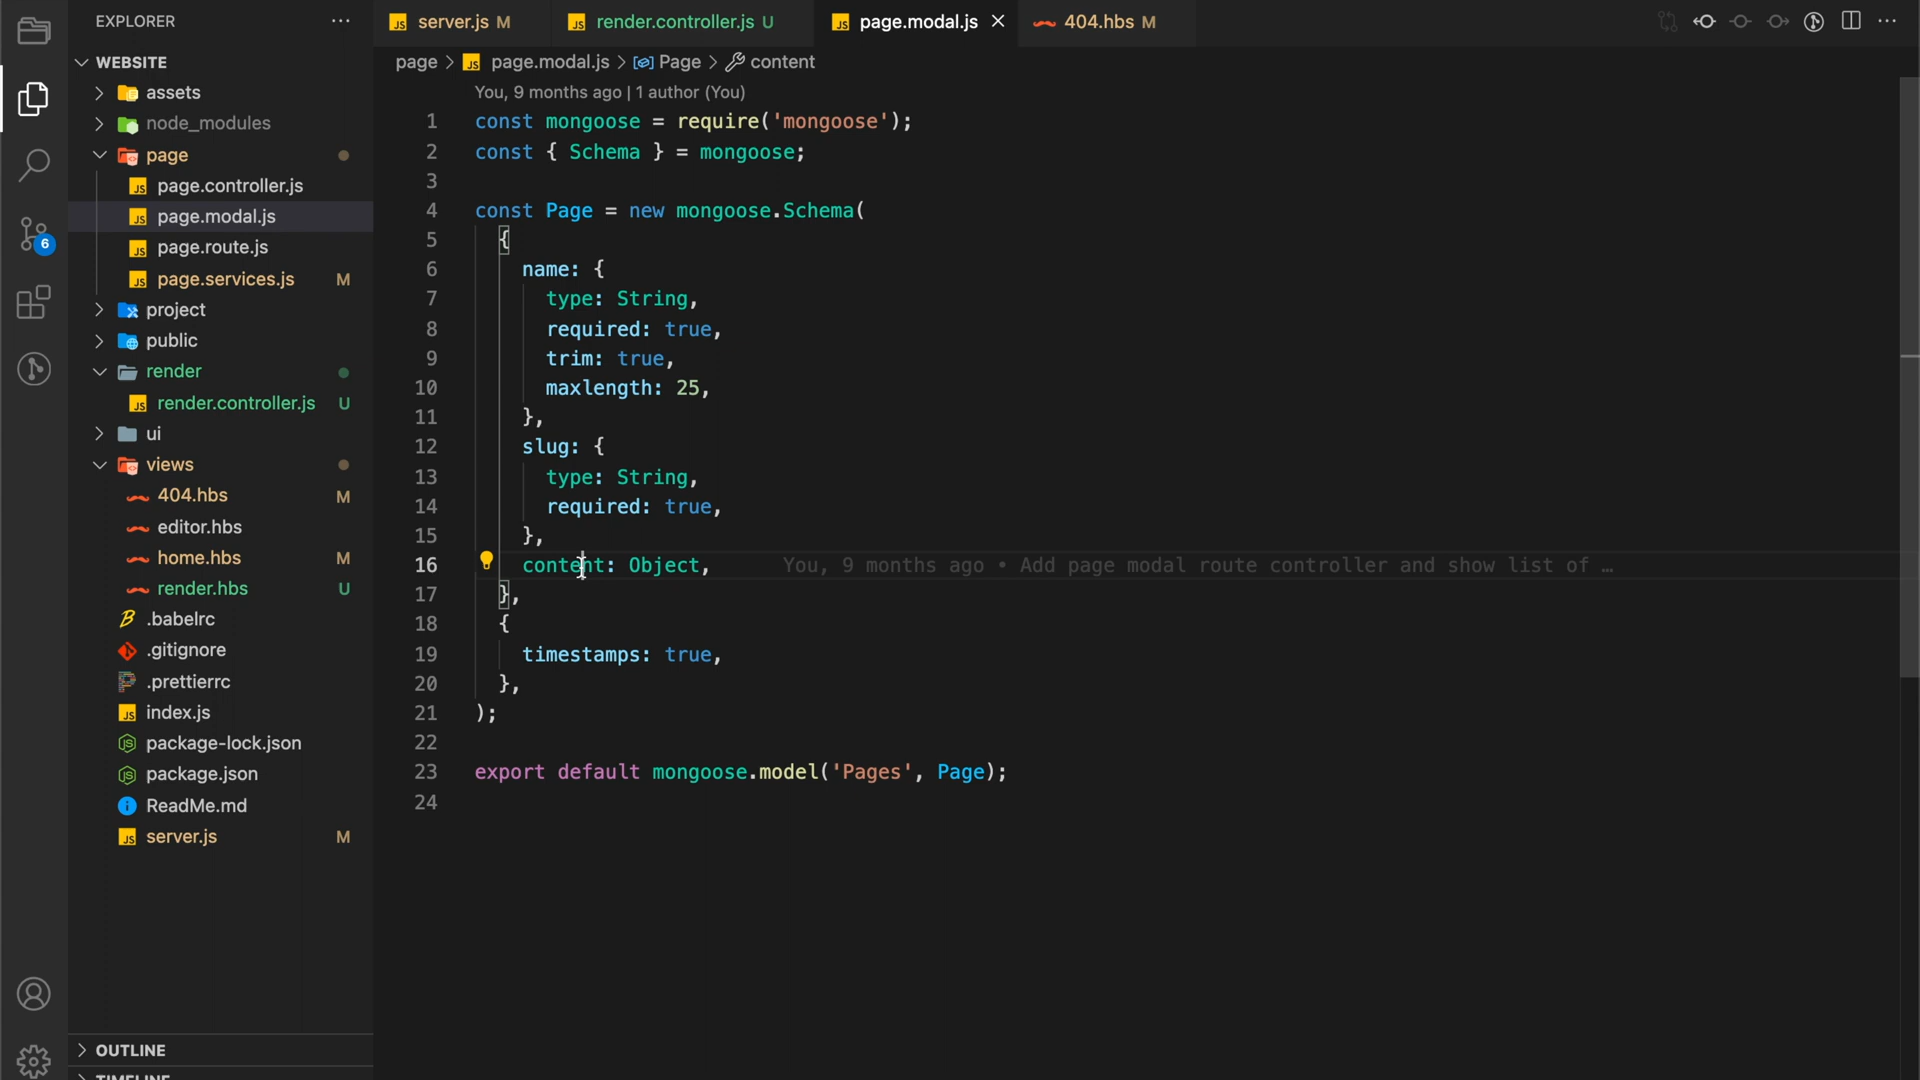 EXPLORER
WEBSITE
assets
node_modules
page
page.controller.js
page.modal.js
page.route.js
page.services.js M
project
public
render
render.controller.js U
ui
views
404.hbs M
editor.hbs
home.hbs M
render.hbs U
.babelrc
.gitignore
.prettierrc
index.js
package-lock.json
package.json
ReadMe.md
server.js M
OUTLINE
TIMELINE
6
server.js M
render.controller.js U
page.modal.js
404.hbs M
page > JS page.modal.js > Page > content
You, 9 months ago | 1 author (You)
1 const mongoose = require('mongoose');
2 const { Schema } = mongoose;
3
4 const Page = new mongoose.Schema(
5 {
6 name: {
7 type: String,
8 required: true,
9 trim: true,
10 maxlength: 25,
11 },
12 slug: {
13 type: String,
14 required: true,
15 },
16 content: Object, You, 9 months ago • Add page modal route controller and show list of …
17 },
18 {
19 timestamps: true,
20 },
21 );
22
23 export default mongoose.model('Pages', Page);
24